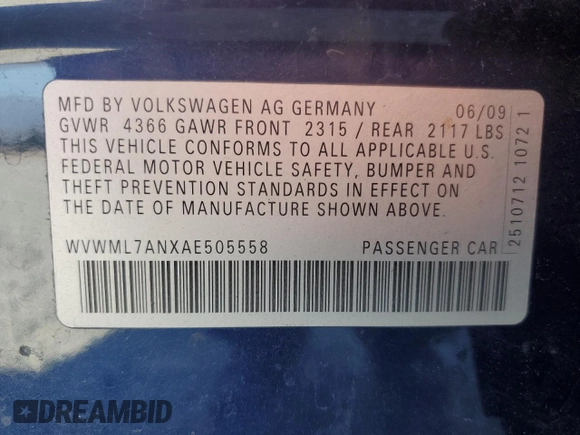 MFD BY VOLKSWAGEN AG GERMANY 06/09
GVWR 4366 GAWR FRONT 2315 / REAR 2117 LBS
THIS VEHICLE CONFORMS TO ALL APPLICABLE U.S.
FEDERAL MOTOR VEHICLE SAFETY, BUMPER AND
THEFT PREVENTION STANDARDS IN EFFECT ON
THE DATE OF MANUFACTURE SHOWN ABOVE.
WVWML7ANXAE505558 PASSENGER CAR
2510712 1072 1
DREAMBID